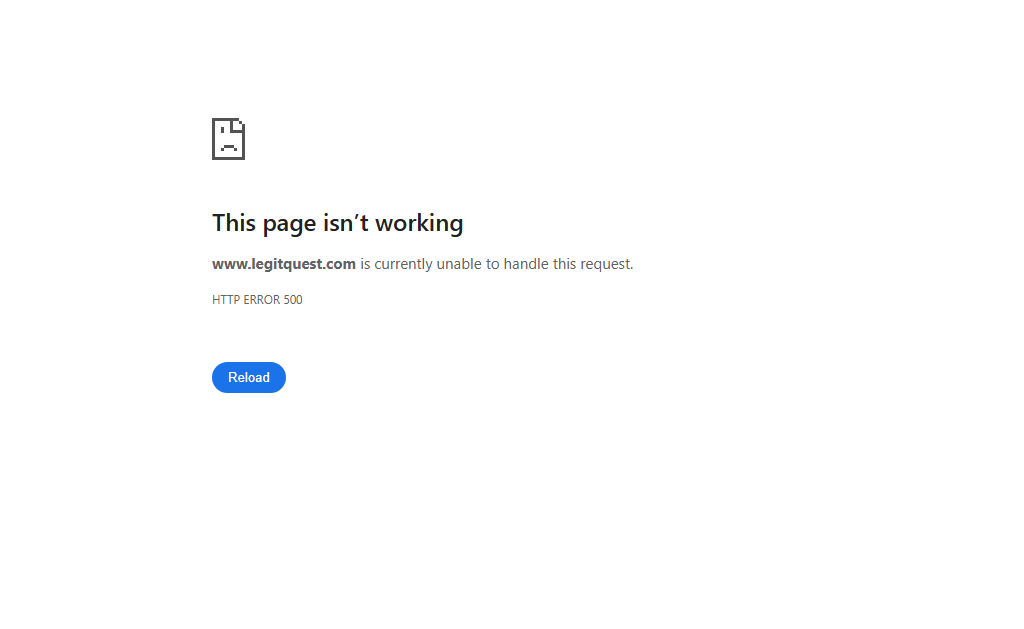 This page isn’t working
www.legitquest.com is currently unable to handle this request.
HTTP ERROR 500
Reload